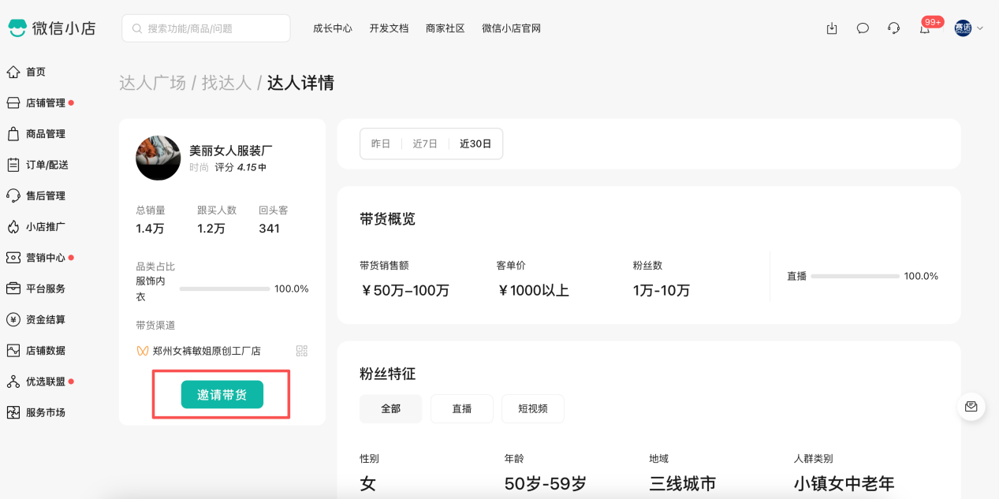 微信小店
搜索功能/商品/问题
成长中心 开发文档 商家社区 微信小店官网
99+
首页
店铺管理
商品管理
订单/配送
售后管理
小店推广
营销中心
平台服务
资金结算
店铺数据
优选联盟
服务市场
达人广场 / 找达人 / 达人详情
美丽女人服装厂
时尚 评分 4.15 中
总销量 跟买人数 回头客
1.4万 1.2万 341
品类占比
服饰内
衣
100.0%
带货渠道
郑州女裤敏姐原创工厂店
邀请带货
昨日 近7日 近30日
带货概览
带货销售额 客单价 粉丝数
¥50万–100万 ¥1000以上 1万-10万
直播 100.0%
粉丝特征
全部 直播 短视频
性别 年龄 地域 人群类别
女 50岁-59岁 三线城市 小镇女中老年